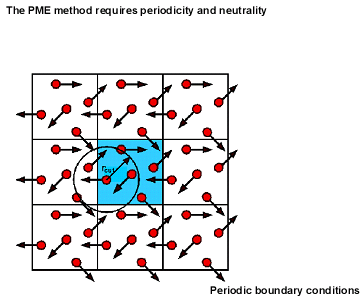 The PME method requires periodicity and neutrality
r_cut
Periodic boundary conditions